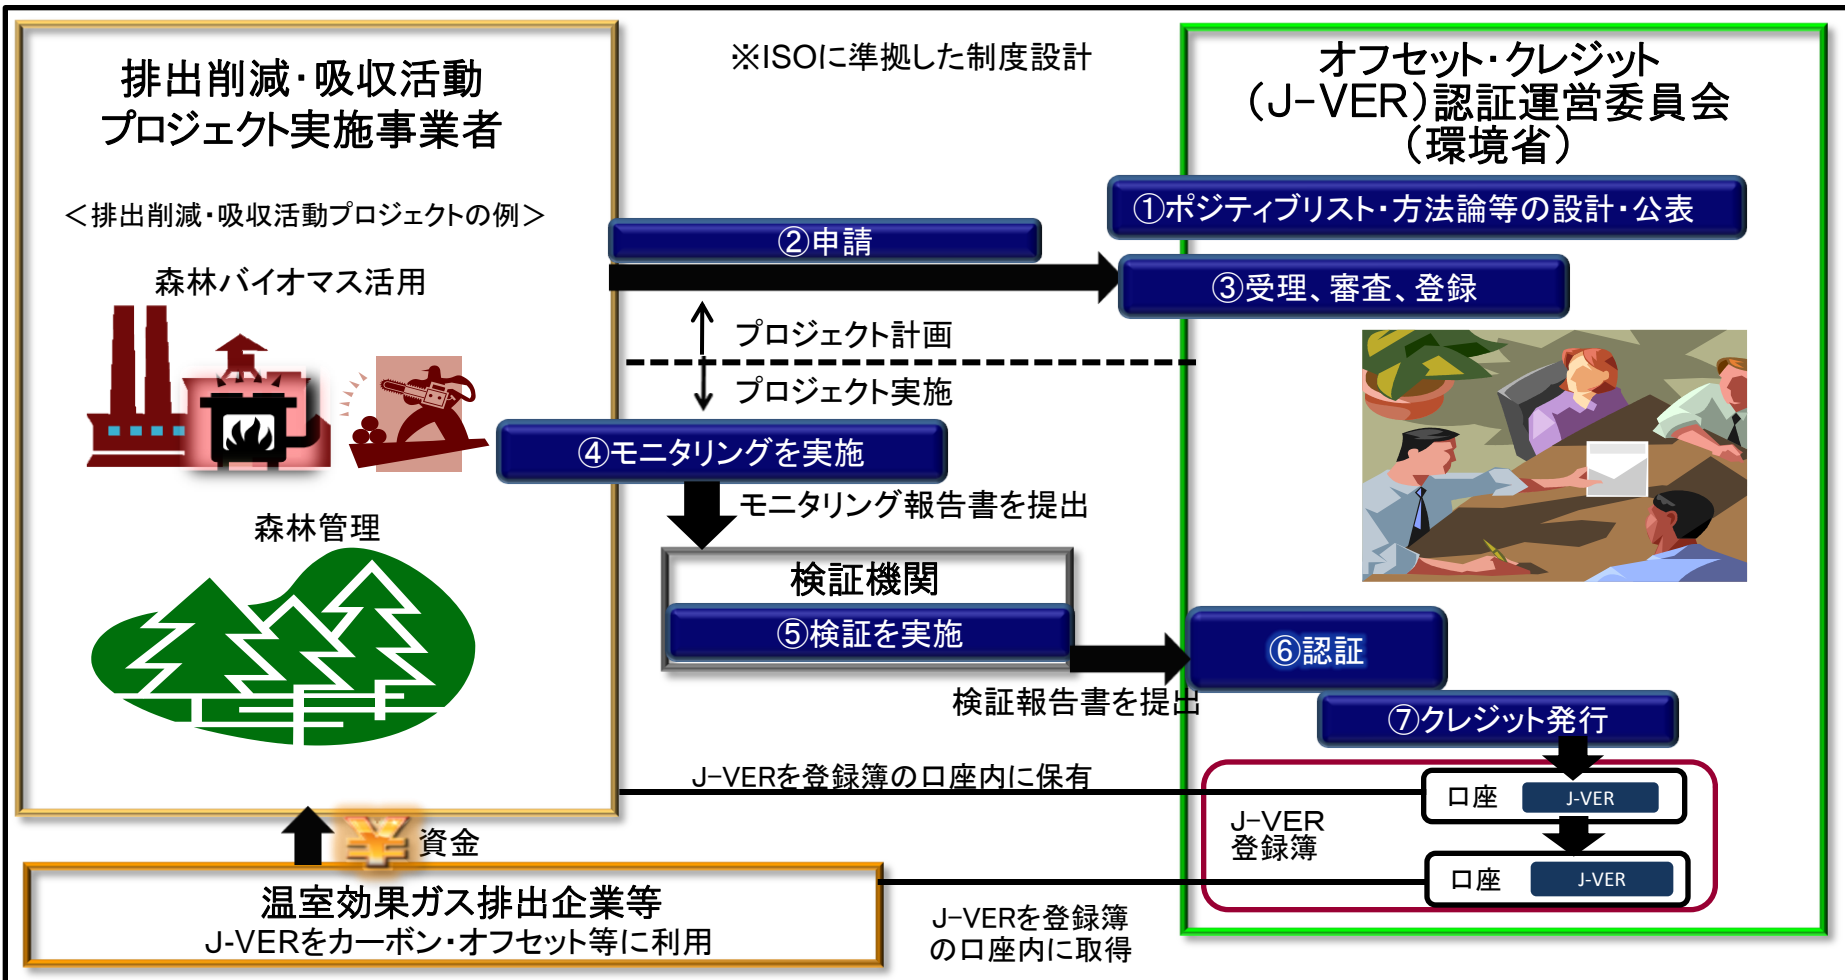 排出削減・吸収活動
プロジェクト実施事業者
＜排出削減・吸収活動プロジェクトの例＞
森林バイオマス活用
森林管理
※ISOに準拠した制度設計
オフセット・クレジット
（J-VER）認証運営委員会
（環境省）
①ポジティブリスト・方法論等の設計・公表
②申請
③受理、審査、登録
プロジェクト計画
プロジェクト実施
④モニタリングを実施
モニタリング報告書を提出
検証機関
⑤検証を実施
検証報告書を提出
⑥認証
⑦クレジット発行
J-VERを登録簿の口座内に保有
口座
J-VER
J-VER
登録簿
口座
J-VER
¥
資金
温室効果ガス排出企業等
J-VERをカーボン・オフセット等に利用
J-VERを登録簿
の口座内に取得